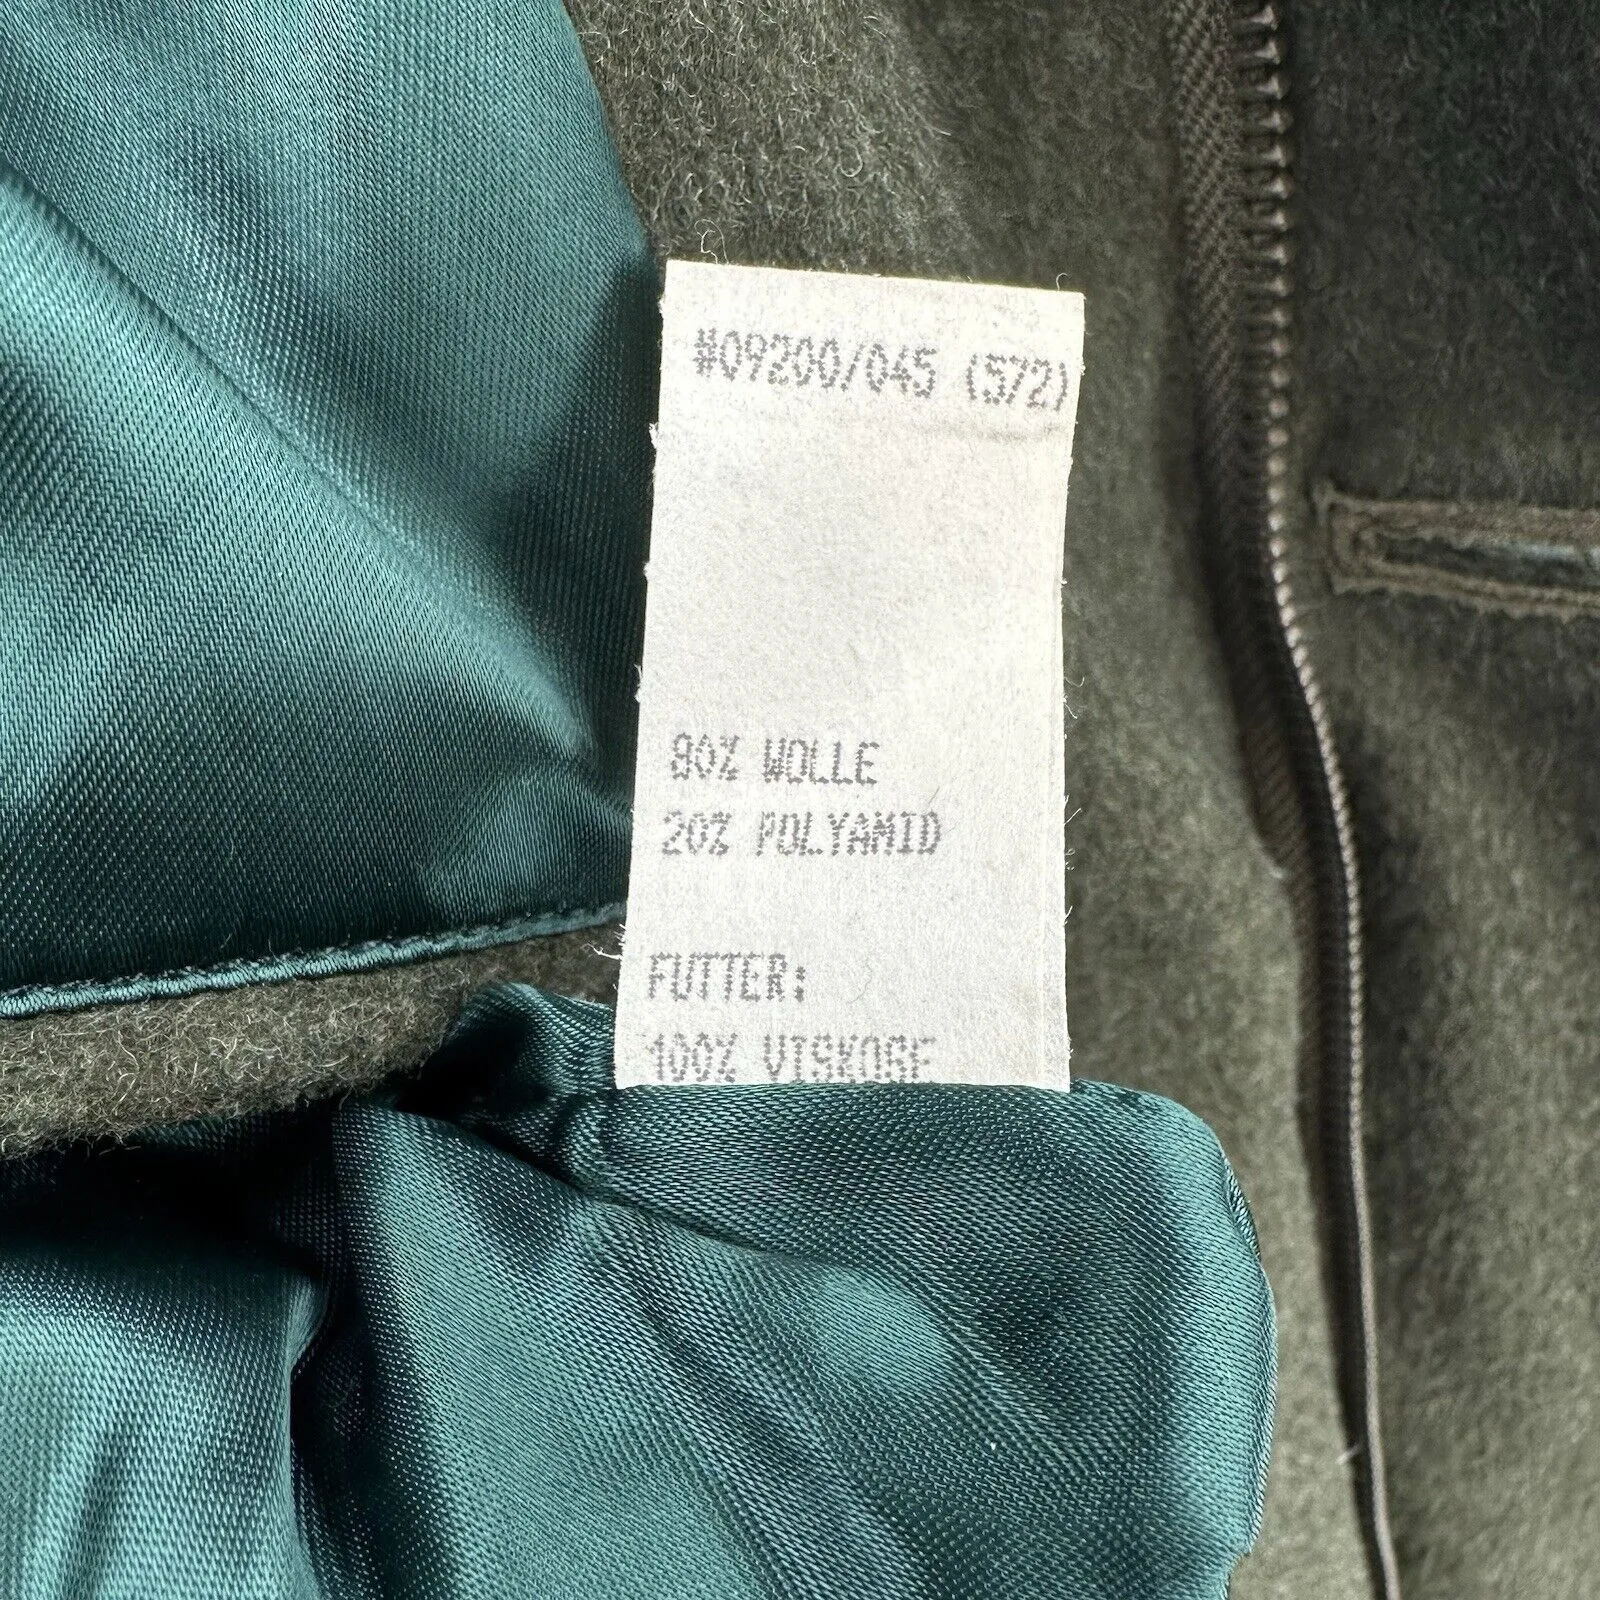 #09200/045 (572)
80% WOLLE
20% POLYAMID
FUTTER:
100% VISKOSE